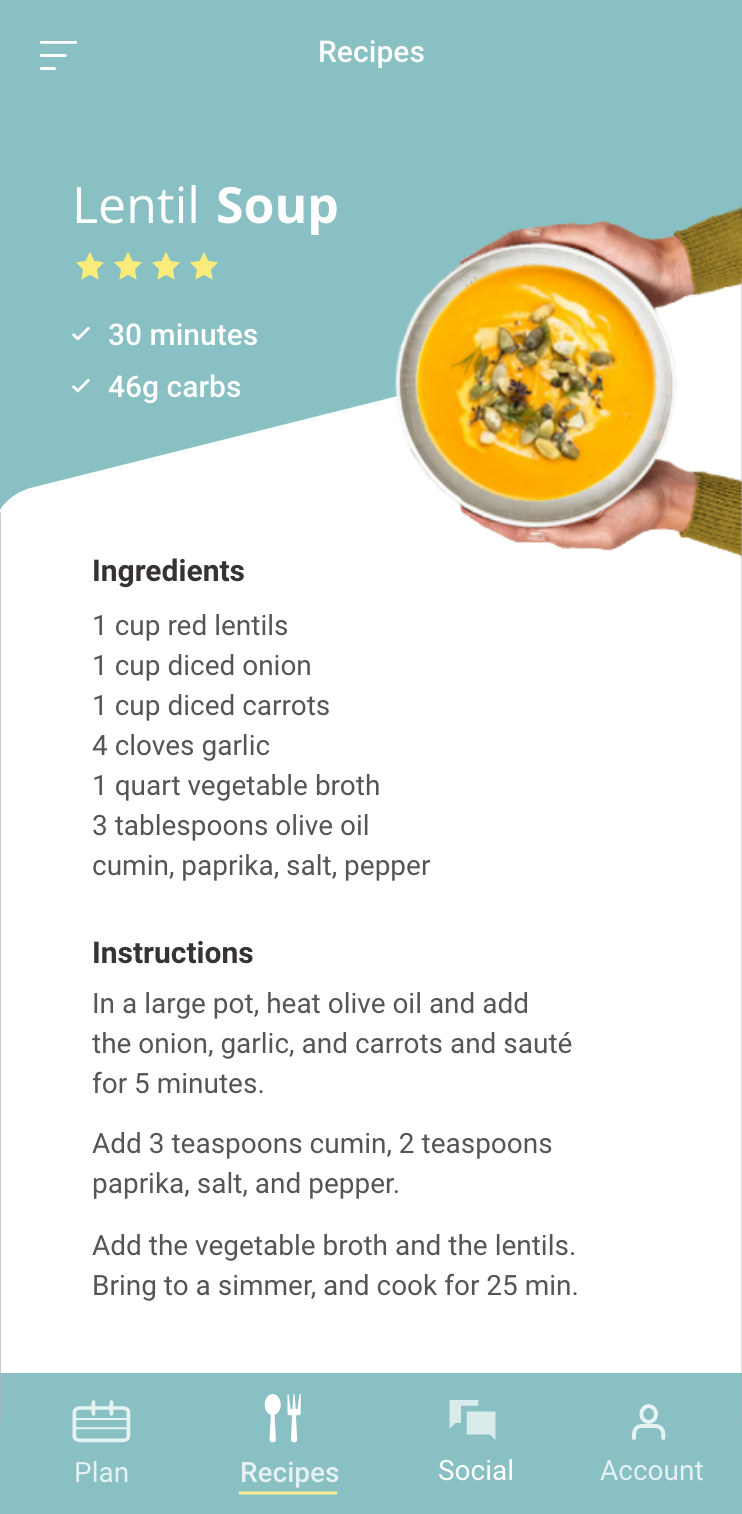 Recipes
Lentil Soup
30 minutes
46g carbs
Ingredients
1 cup red lentils
1 cup diced onion
1 cup diced carrots
4 cloves garlic
1 quart vegetable broth
3 tablespoons olive oil
cumin, paprika, salt, pepper
Instructions
In a large pot, heat olive oil and add
the onion, garlic, and carrots and sauté
for 5 minutes.
Add 3 teaspoons cumin, 2 teaspoons
paprika, salt, and pepper.
Add the vegetable broth and the lentils.
Bring to a simmer, and cook for 25 min.
Plan Recipes Social Account